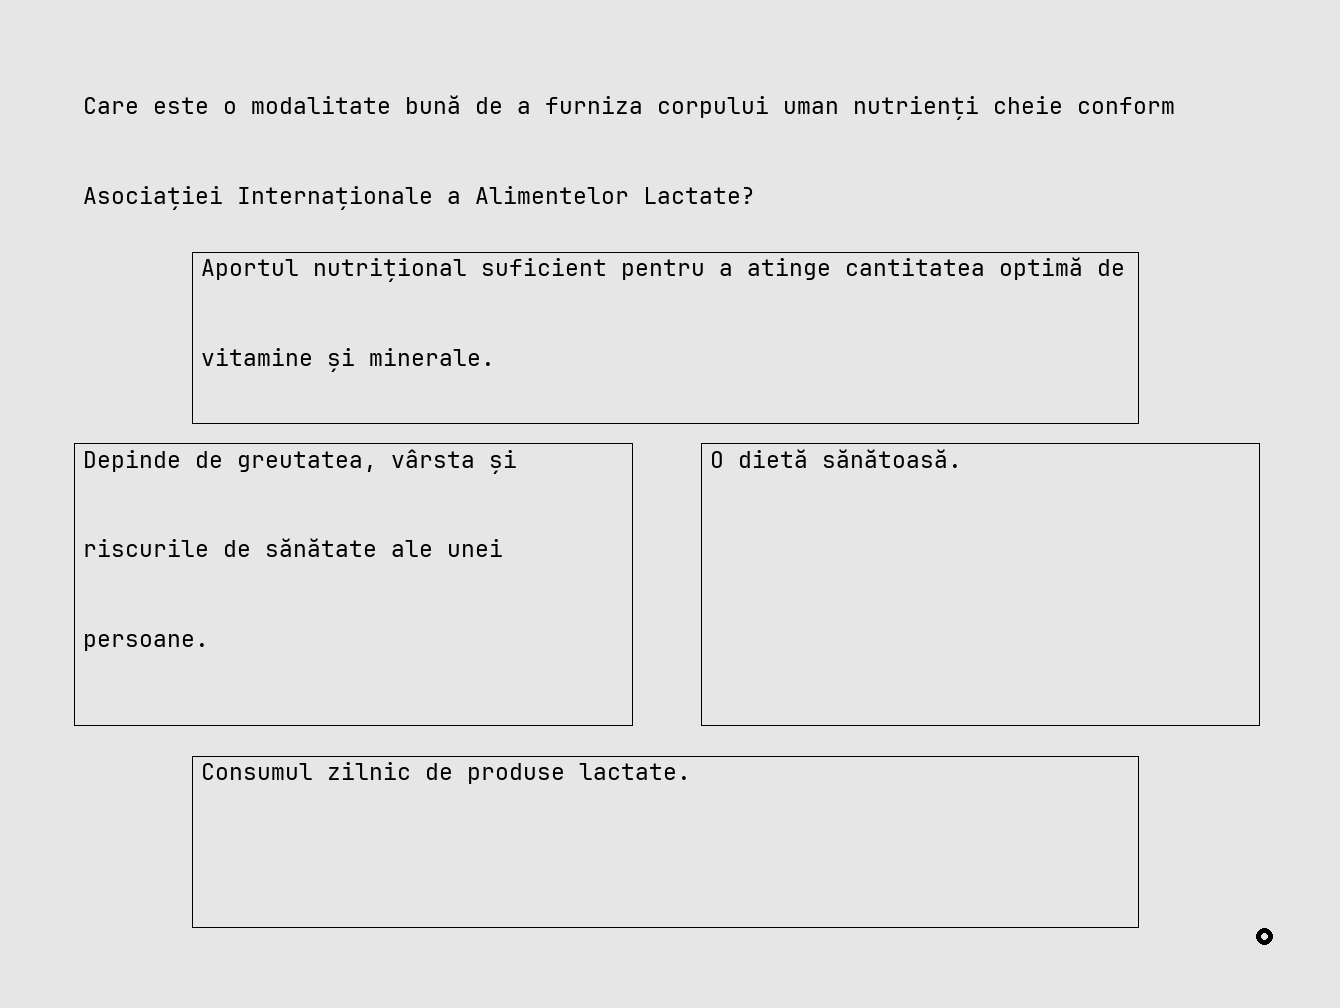 Care este o modalitate bună de a furniza corpului uman nutrienți cheie conform
Asociației Internaționale a Alimentelor Lactate?
Aportul nutrițional suficient pentru a atinge cantitatea optimă de
vitamine și minerale.
Depinde de greutatea, vârsta și
riscurile de sănătate ale unei
persoane.
O dietă sănătoasă.
Consumul zilnic de produse lactate.